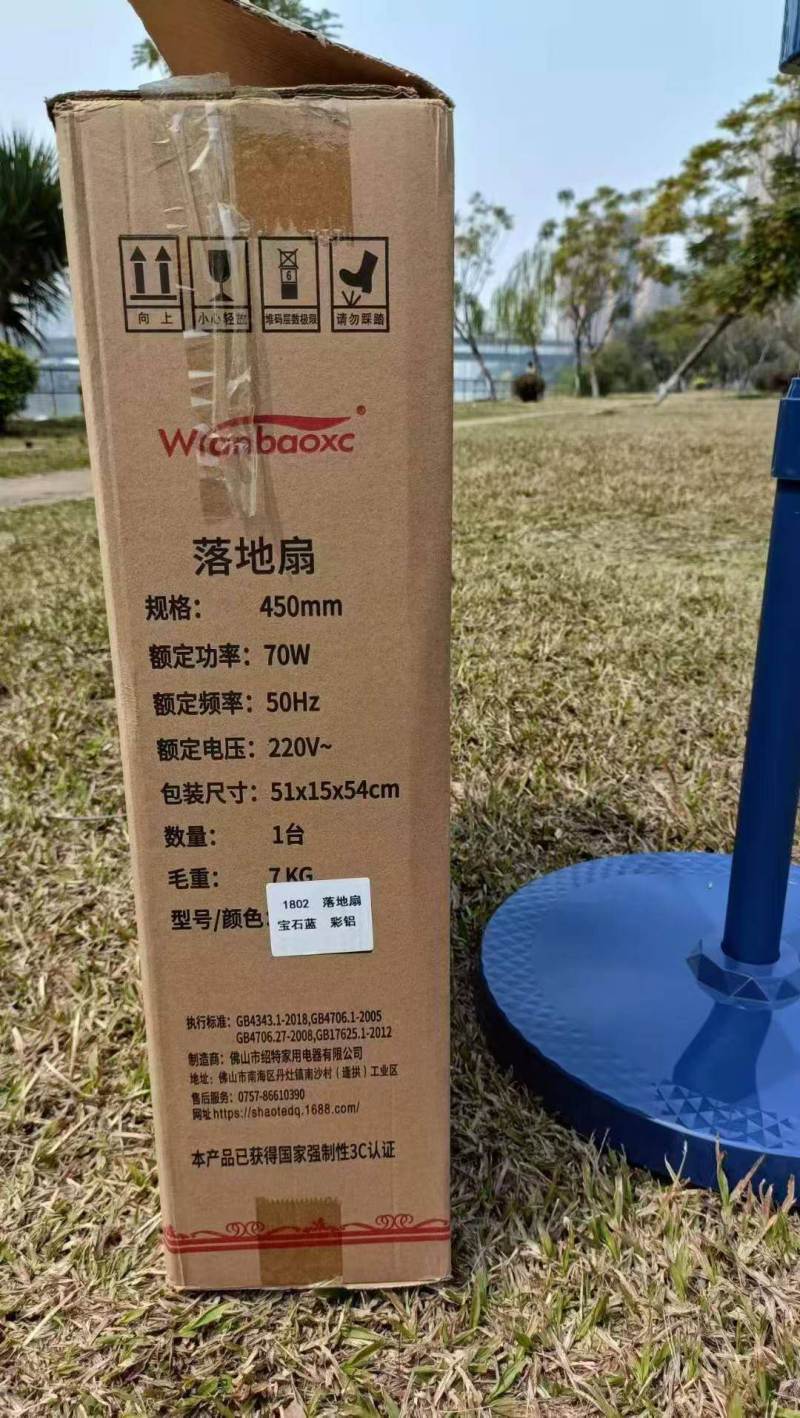 6
向上
小心轻放
堆码层数极限
请勿踩踏
Wianbaoxc®
落地扇
规格： 450mm
额定功率：70W
额定频率：50Hz
额定电压：220V~
包装尺寸：51x15x54cm
数量： 1台
毛重： 7KG
型号/颜色:
1802 落地扇
宝石蓝 彩铝
执行标准：GB4343.1-2018,GB4706.1-2005
GB4706.27-2008,GB17625.1-2012
制造商：佛山市绍特家用电器有限公司
地址：佛山市南海区丹灶镇南沙村（逢拱）工业区
售后服务：0757-86610390
网址https://shaotedq.1688.com/
本产品已获得国家强制性3C认证